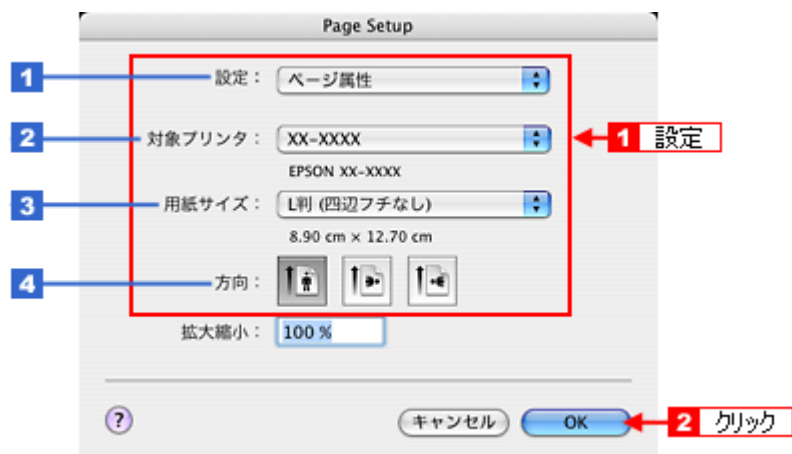 Page Setup
1 設定： ページ属性
2 対象プリンタ： XX-XXXX 1 設定
EPSON XX-XXXX
3 用紙サイズ： L判 (四辺フチなし)
8.90 cm × 12.70 cm
4 方向：
拡大縮小： 100 %
? キャンセル OK 2 クリック